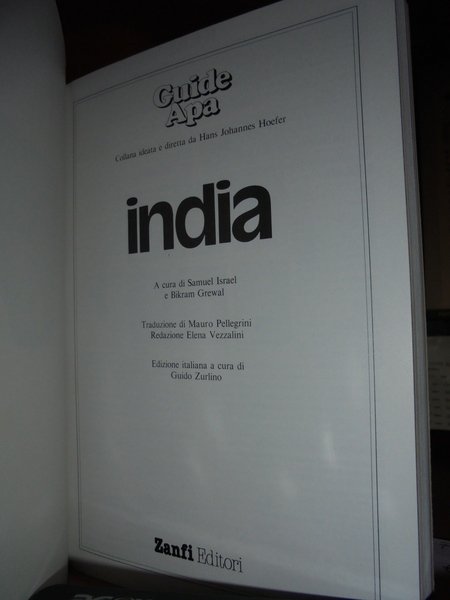 Guide
Apa
Collana ideata e diretta da Hans Johannes Hoefer
india
A cura di Samuel Israel
e Bikram Grewal
Traduzione di Mauro Pellegrini
Redazione Elena Vezzalini
Edizione italiana a cura di
Guido Zurlino
Zanfi Editori